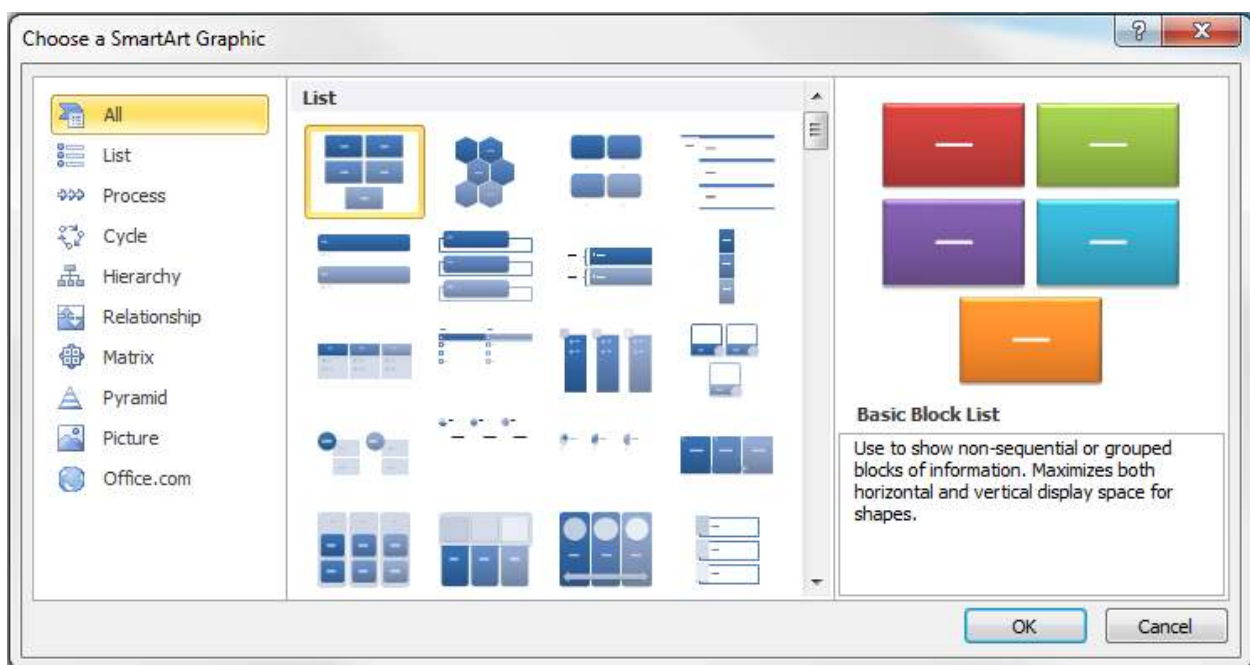 Choose a SmartArt Graphic
All
List
Process
Cycle
Hierarchy
Relationship
Matrix
Pyramid
Picture
Office.com
List
Basic Block List
Use to show non-sequential or grouped
blocks of information. Maximizes both
horizontal and vertical display space for
shapes.
OK
Cancel